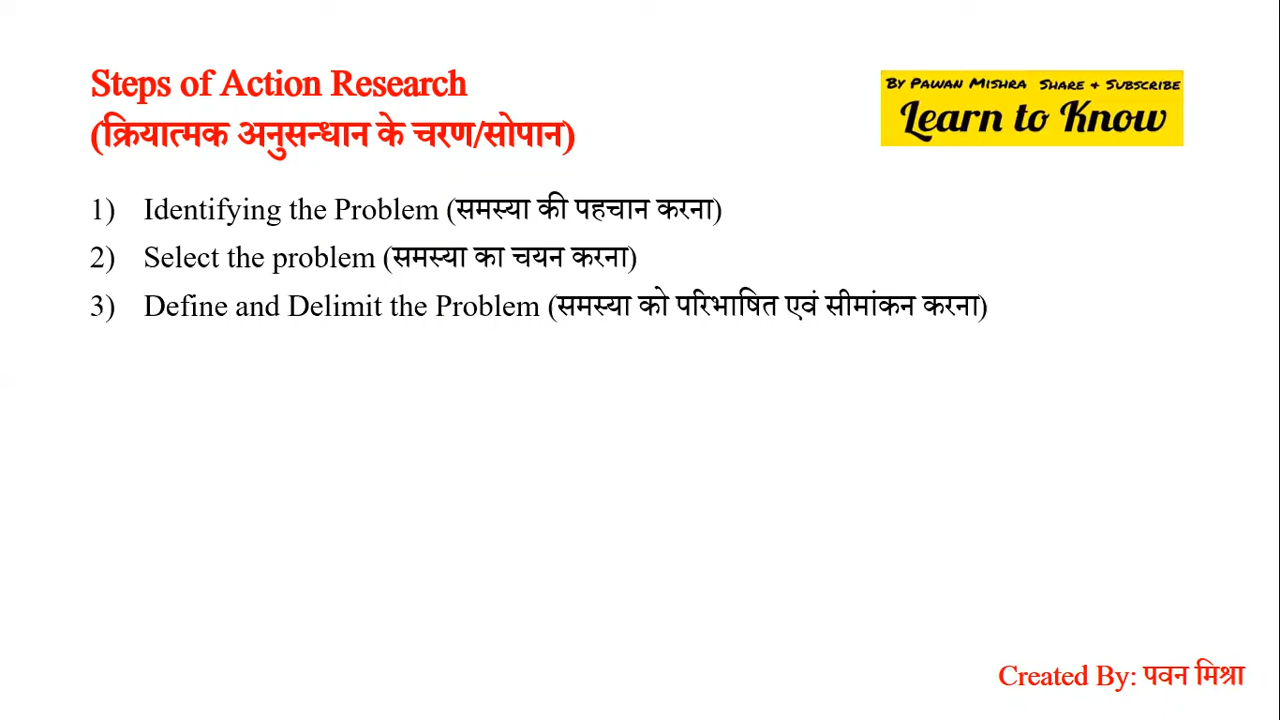 Steps of Action Research
(क्रियात्मक अनुसन्धान के चरण/सोपान)
By Pawan Mishra Share & Subscribe
Learn to Know
1) Identifying the Problem (समस्या की पहचान करना)
2) Select the problem (समस्या का चयन करना)
3) Define and Delimit the Problem (समस्या को परिभाषित एवं सीमांकन करना)
Created By: पवन मिश्रा